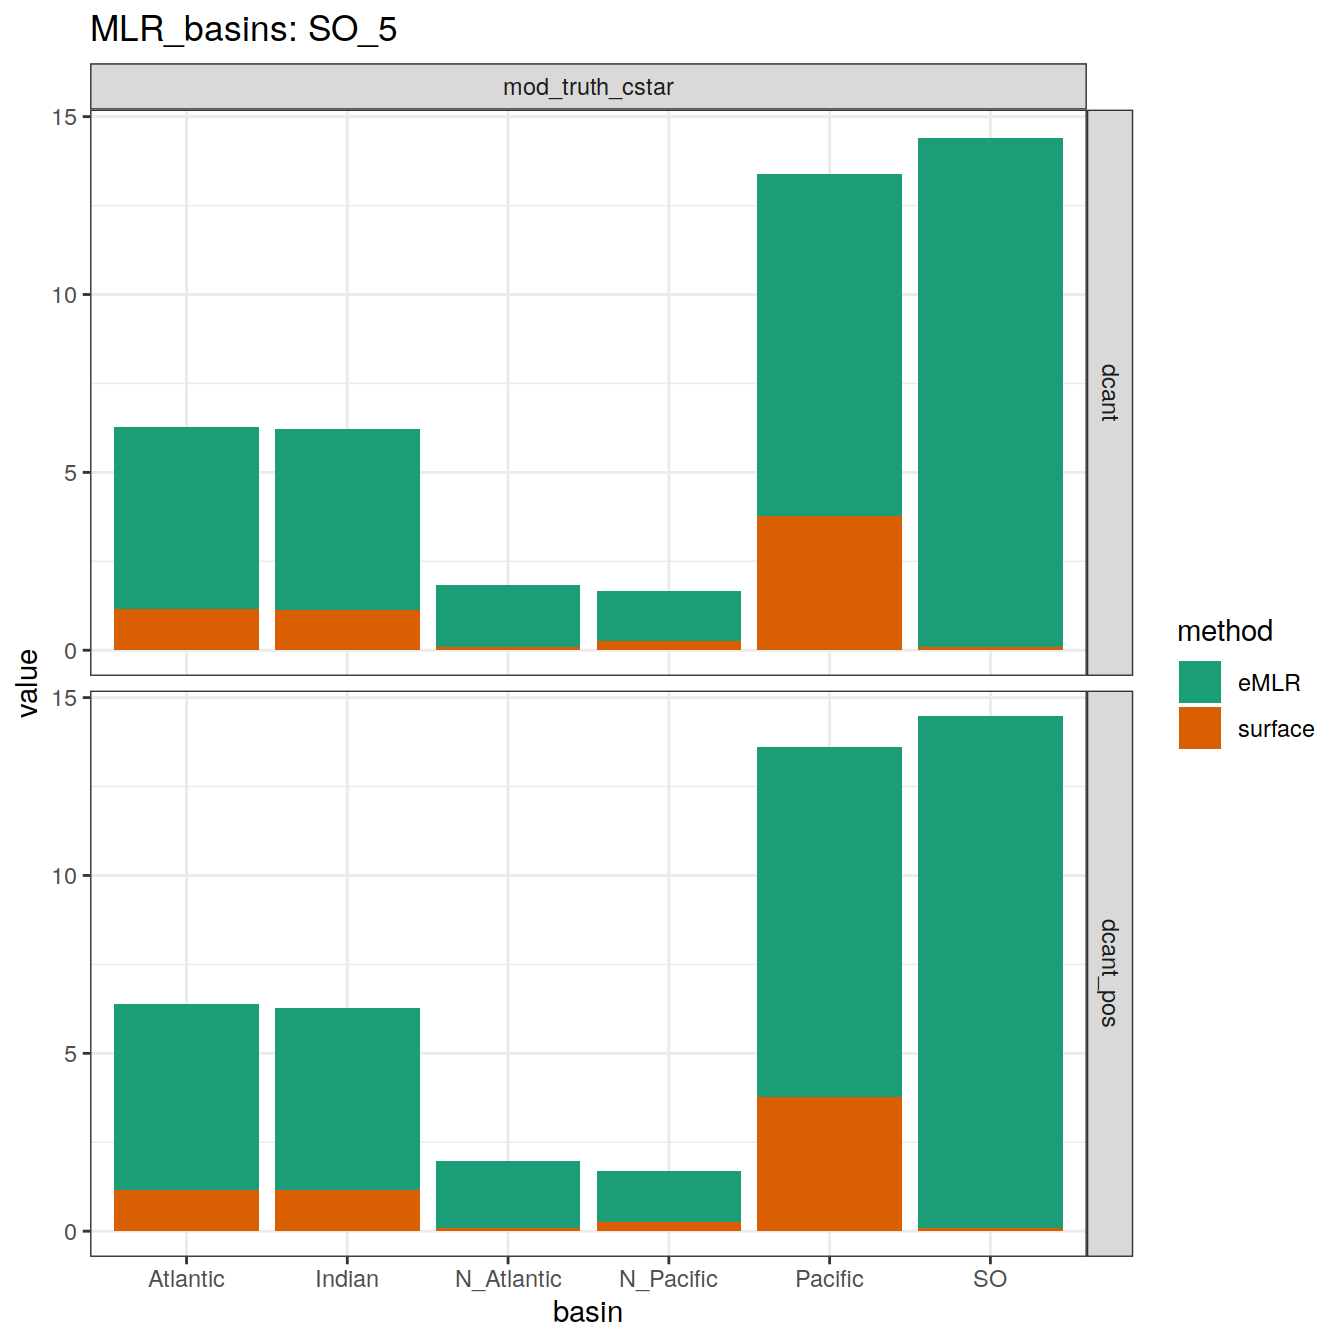 MLR_basins: SO_5
mod_truth_cstar
15
10
5
0
dcant
15
10
5
0
dcant_pos
value
Atlantic
Indian
N_Atlantic
N_Pacific
Pacific
SO
basin
method
eMLR
surface